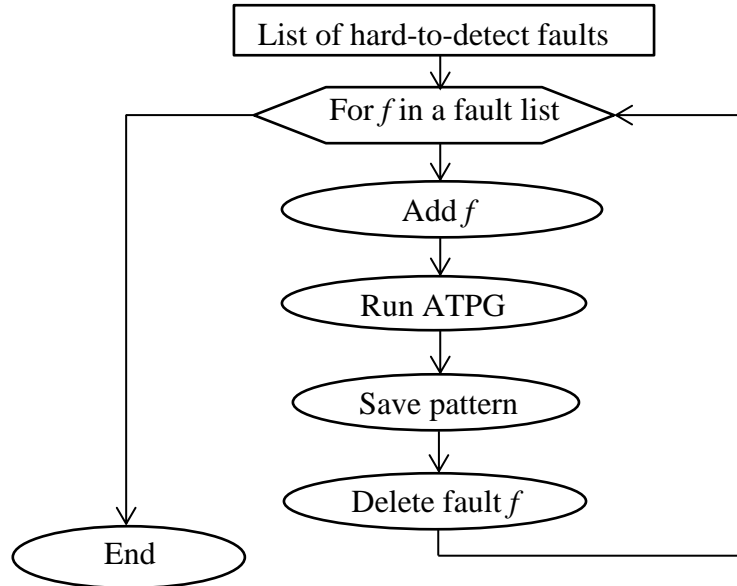 List of hard-to-detect faults
For f in a fault list
Add f
Run ATPG
Save pattern
Delete fault f
End